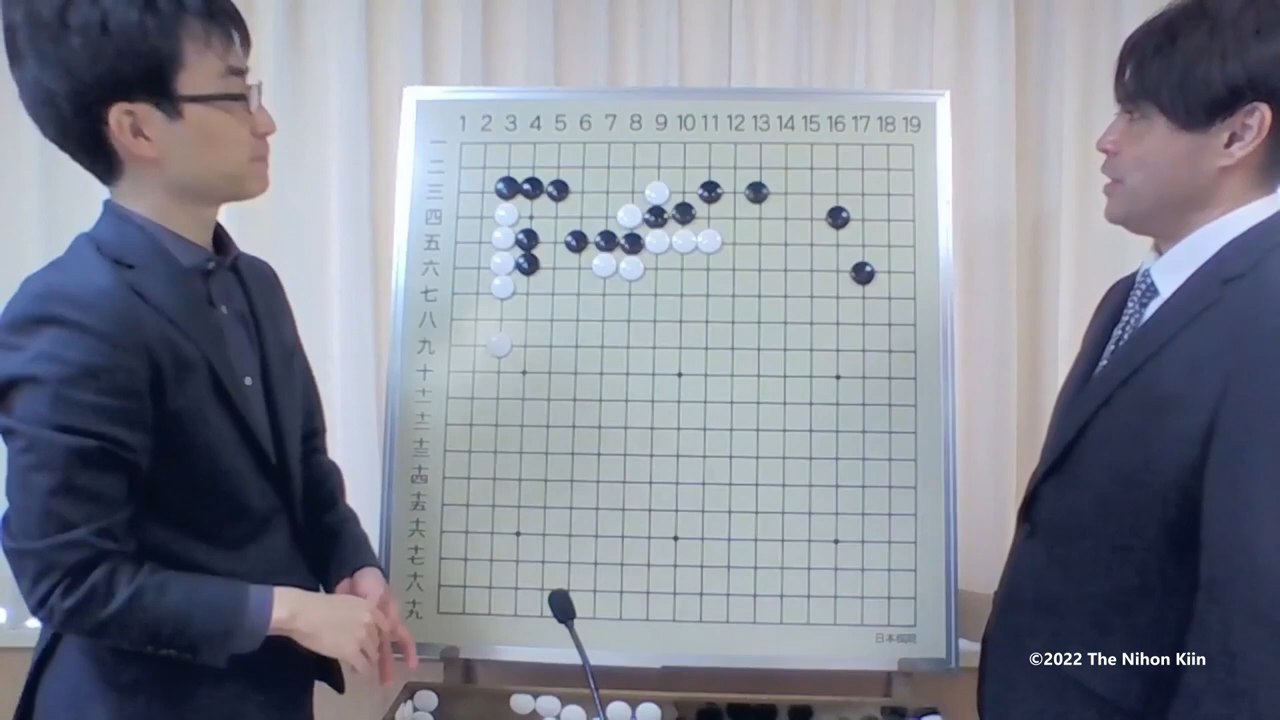 1 2 3 4 5 6 7 8 9 10 11 12 13 14 15 16 17 18 19
一
二
三
四
五
六
七
八
九
十
十一
十二
十三
十四
十五
十六
十七
十八
十九
日本棋院
©2022 The Nihon Kiin